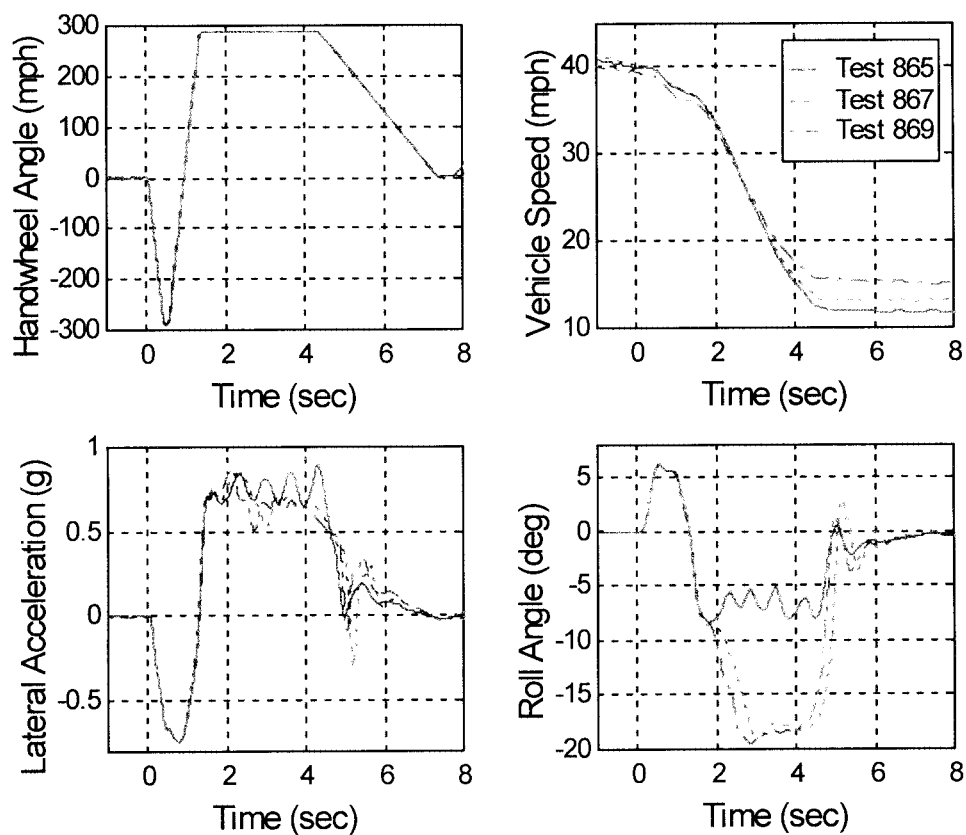 Handwheel Angle (mph)
300
200
100
0
-100
-200
-300
0 2 4 6 8
Time (sec)
Vehicle Speed (mph)
40
30
20
10
0 2 4 6 8
Time (sec)
Test 865
Test 867
Test 869
Lateral Acceleration (g)
1
0.5
0
-0.5
0 2 4 6 8
Time (sec)
Roll Angle (deg)
5
0
-5
-10
-15
-20
0 2 4 6 8
Time (sec)